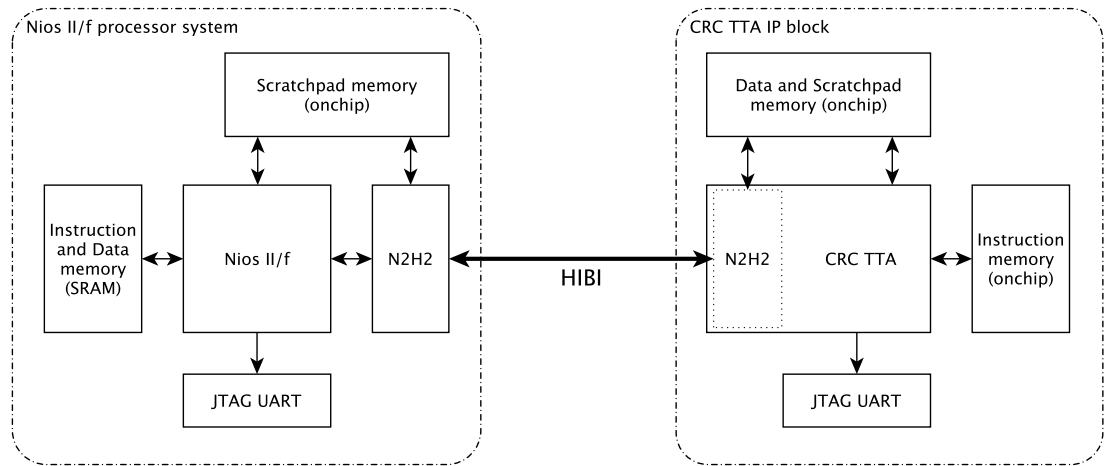 Nios II/f processor system
Scratchpad memory
(onchip)
Instruction
and Data
memory
(SRAM)
Nios II/f
N2H2
JTAG UART
HIBI
CRC TTA IP block
Data and Scratchpad
memory (onchip)
N2H2
CRC TTA
Instruction
memory
(onchip)
JTAG UART